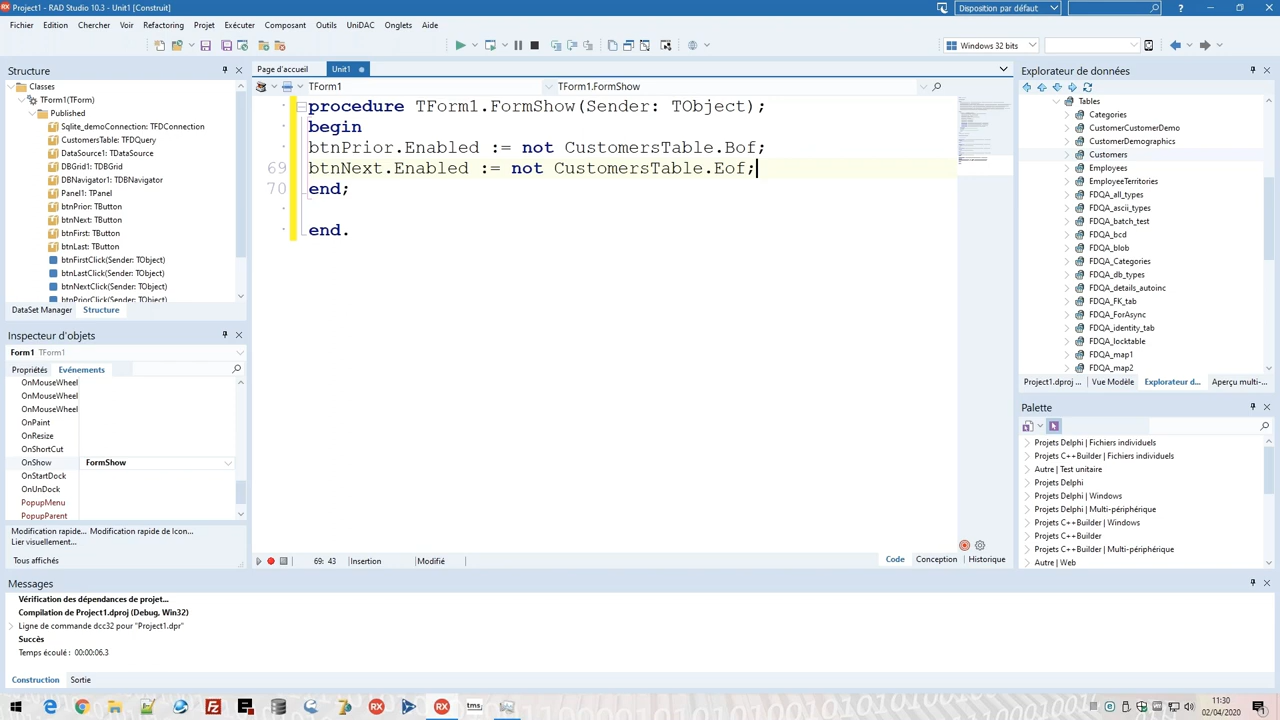 Project1 - RAD Studio 10.3 - Unit1 [Construit]
Disposition par défaut
Fichier Edition Chercher Voir Refactoring Projet Exécuter Composant Outils UniDAC Onglets Aide
Windows 32 bits
Structure
Classes
TForm1(TForm)
Published
Sqlite_demoConnection: TFDConnection
CustomersTable: TFDQuery
DataSource1: TDataSource
DBGrid1: TDBGrid
DBNavigator1: TDBNavigator
Panel1: TPanel
btnPrior: TButton
btnNext: TButton
btnFirst: TButton
btnLast: TButton
btnFirstClick(Sender: TObject)
btnLastClick(Sender: TObject)
btnNextClick(Sender: TObject)
btnPriorClick(Sender: TObject)
DataSet Manager Structure
Inspecteur d'objets
Form1 TForm1
Propriétés Evénements
OnMouseWheel
OnMouseWheel
OnMouseWheel
OnPaint
OnResize
OnShortCut
OnShow FormShow
OnStartDock
OnUnDock
PopupMenu
PopupParent
Modification rapide... Modification rapide de Icon...
Lier visuellement...
Tous affichés
Page d'accueil Unit1
TForm1 TForm1.FormShow
procedure TForm1.FormShow(Sender: TObject);
begin
btnPrior.Enabled := not CustomersTable.Bof;
69 btnNext.Enabled := not CustomersTable.Eof;
70 end;
end.
69: 43 Insertion Modifié
Code Conception Historique
Explorateur de données
Tables
Categories
CustomerCustomerDemo
CustomerDemographics
Customers
Employees
EmployeeTerritories
FDQA_all_types
FDQA_ascii_types
FDQA_batch_test
FDQA_bcd
FDQA_blob
FDQA_Categories
FDQA_db_types
FDQA_details_autoinc
FDQA_FK_tab
FDQA_ForAsync
FDQA_identity_tab
FDQA_locktable
FDQA_map1
FDQA_map2
Project1.dproj ... Vue Modèle Explorateur d... Aperçu multi-...
Palette
Projets Delphi | Fichiers individuels
Projets C++Builder | Fichiers individuels
Autre | Test unitaire
Projets Delphi
Projets Delphi | Windows
Projets Delphi | Multi-périphérique
Projets C++Builder | Windows
Projets C++Builder
Projets C++Builder | Multi-périphérique
Autre | Web
Messages
Vérification des dépendances de projet...
Compilation de Project1.dproj (Debug, Win32)
Ligne de commande dcc32 pour "Project1.dpr"
Succès
Temps écoulé : 00:00:06.3
Construction Sortie
tms
11:30
02/04/2020